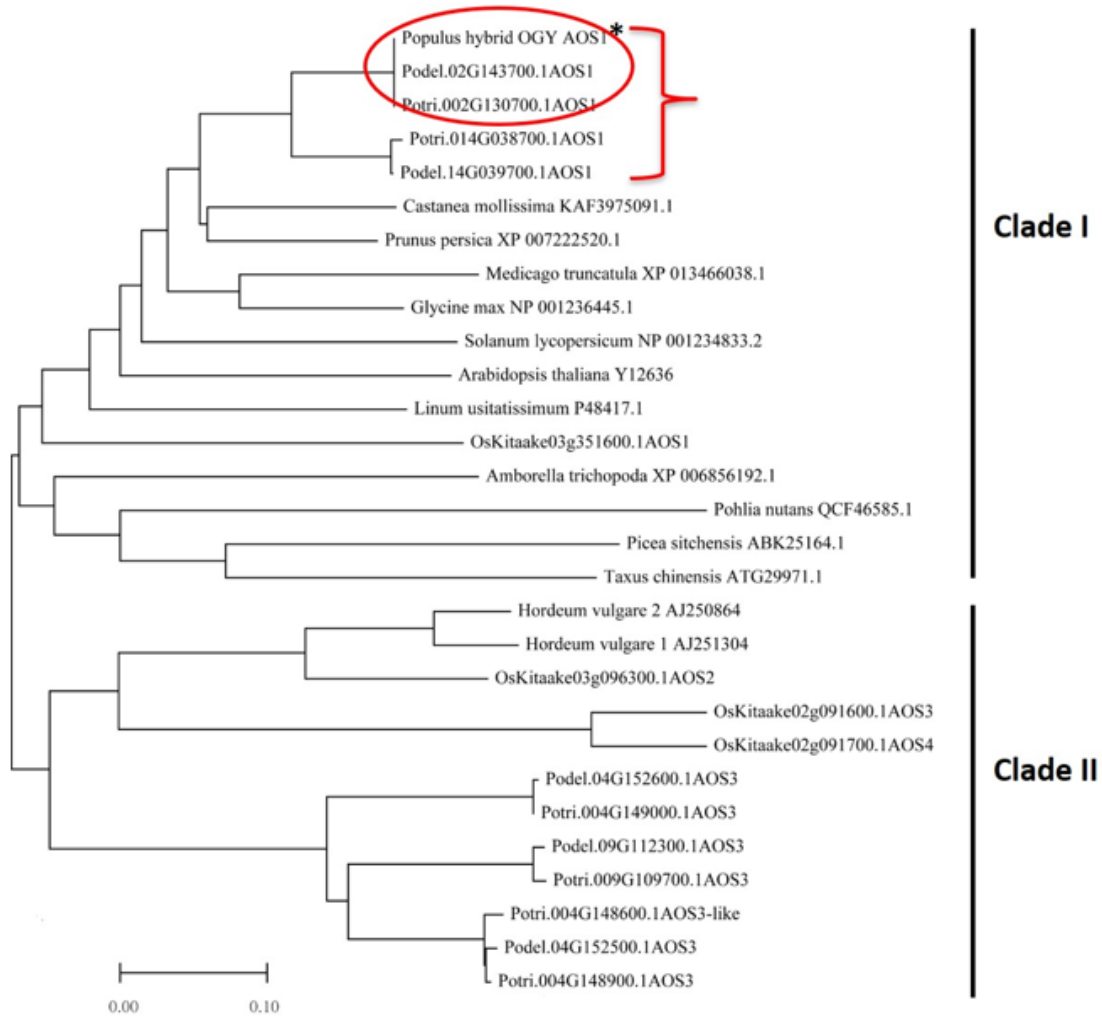 Populus hybrid OGY AOS1*
Podel.02G143700.1AOS1
Potri.002G130700.1AOS1
Potri.014G038700.1AOS1
Podel.14G039700.1AOS1
Castanea mollissima KAF3975091.1
Prunus persica XP 007222520.1
Clade I
Medicago truncatula XP 013466038.1
Glycine max NP 001236445.1
Solanum lycopersicum NP 001234833.2
Arabidopsis thaliana Y12636
Linum usitatissimum P48417.1
OsKitaake03g351600.1AOS1
Amborella trichopoda XP 006856192.1
Pohlia nutans QCF46585.1
Picea sitchensis ABK25164.1
Taxus chinensis ATG29971.1
Hordeum vulgare 2 AJ250864
Hordeum vulgare 1 AJ251304
OsKitaake03g096300.1AOS2
OsKitaake02g091600.1AOS3
OsKitaake02g091700.1AOS4
Clade II
Podel.04G152600.1AOS3
Potri.004G149000.1AOS3
Podel.09G112300.1AOS3
Potri.009G109700.1AOS3
Potri.004G148600.1AOS3-like
Podel.04G152500.1AOS3
Potri.004G148900.1AOS3
0.00 0.10